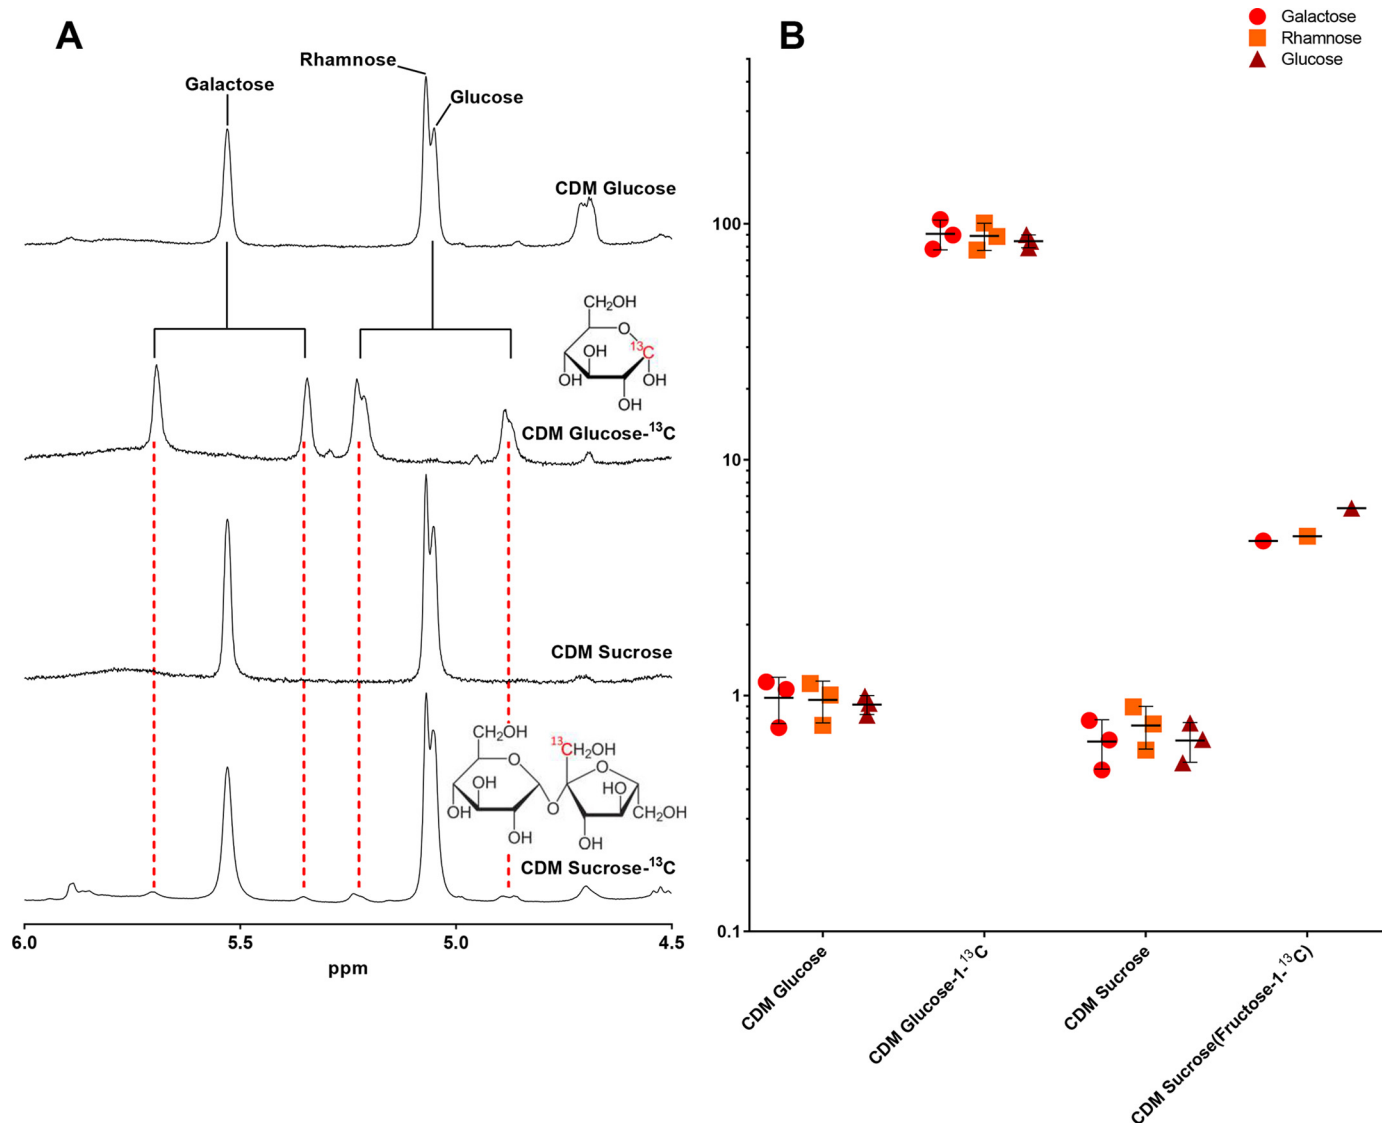 A
Rhamnose
Galactose
Glucose
CDM Glucose
CH₂OH
O
¹³C
OH
OH
OH
OH
CDM Glucose-¹³C
CDM Sucrose
CH₂OH
¹³CH₂OH
O
O
OH
HO
OH
O
CH₂OH
OH
OH
CDM Sucrose-¹³C
6.0 5.5 5.0 4.5
ppm
B
Galactose
Rhamnose
Glucose
100
10
1
0.1
CDM Glucose
CDM Glucose-1-¹³C
CDM Sucrose
CDM Sucrose(Fructose-1-¹³C)